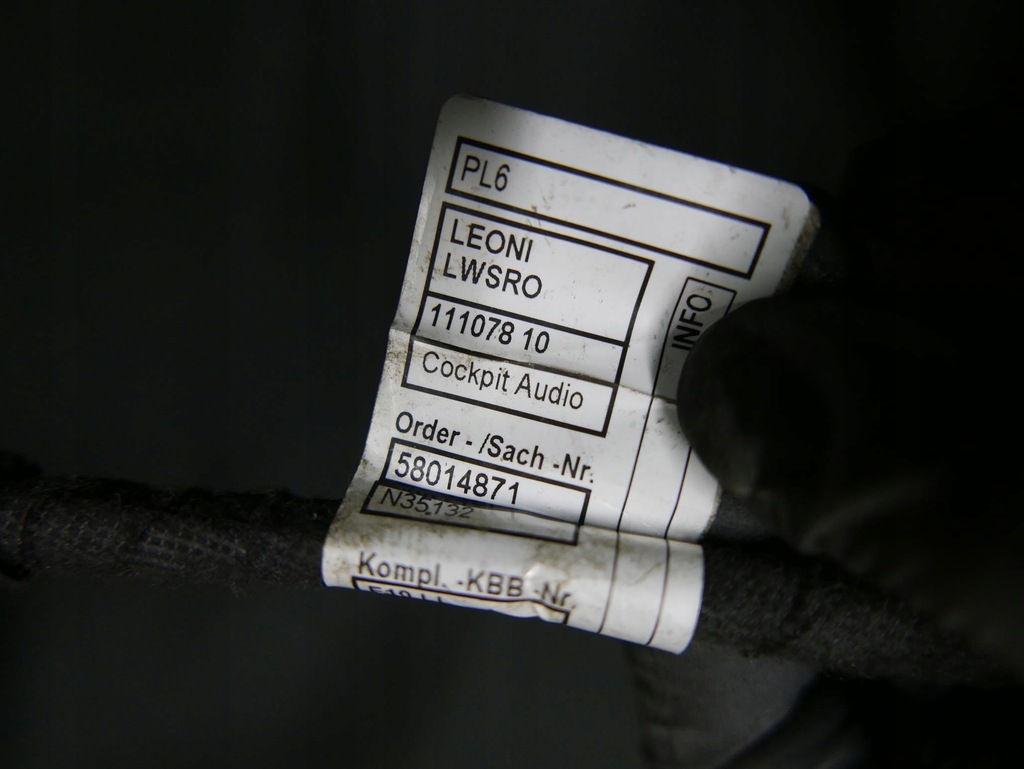 PL6
LEONI
LWSRO
111078 10
Cockpit Audio
INFO
Order - /Sach -Nr.
58014871
N35132
Kompl. -KBB -Nr.